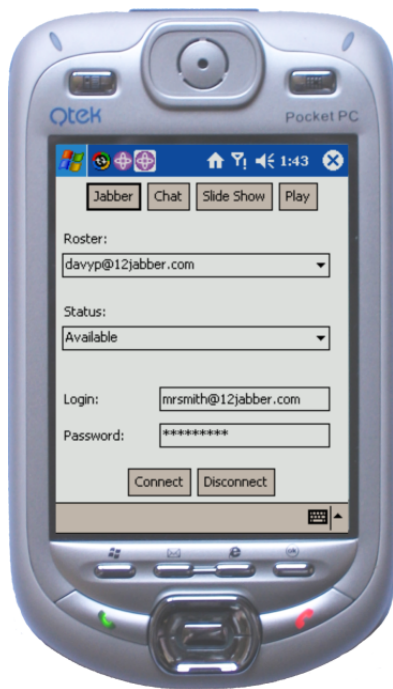 Qtek
Pocket PC
1:43
Jabber Chat Slide Show Play
Roster:
davyp@12jabber.com
Status:
Available
Login: mrsmith@12jabber.com
Password: *********
Connect Disconnect
ok